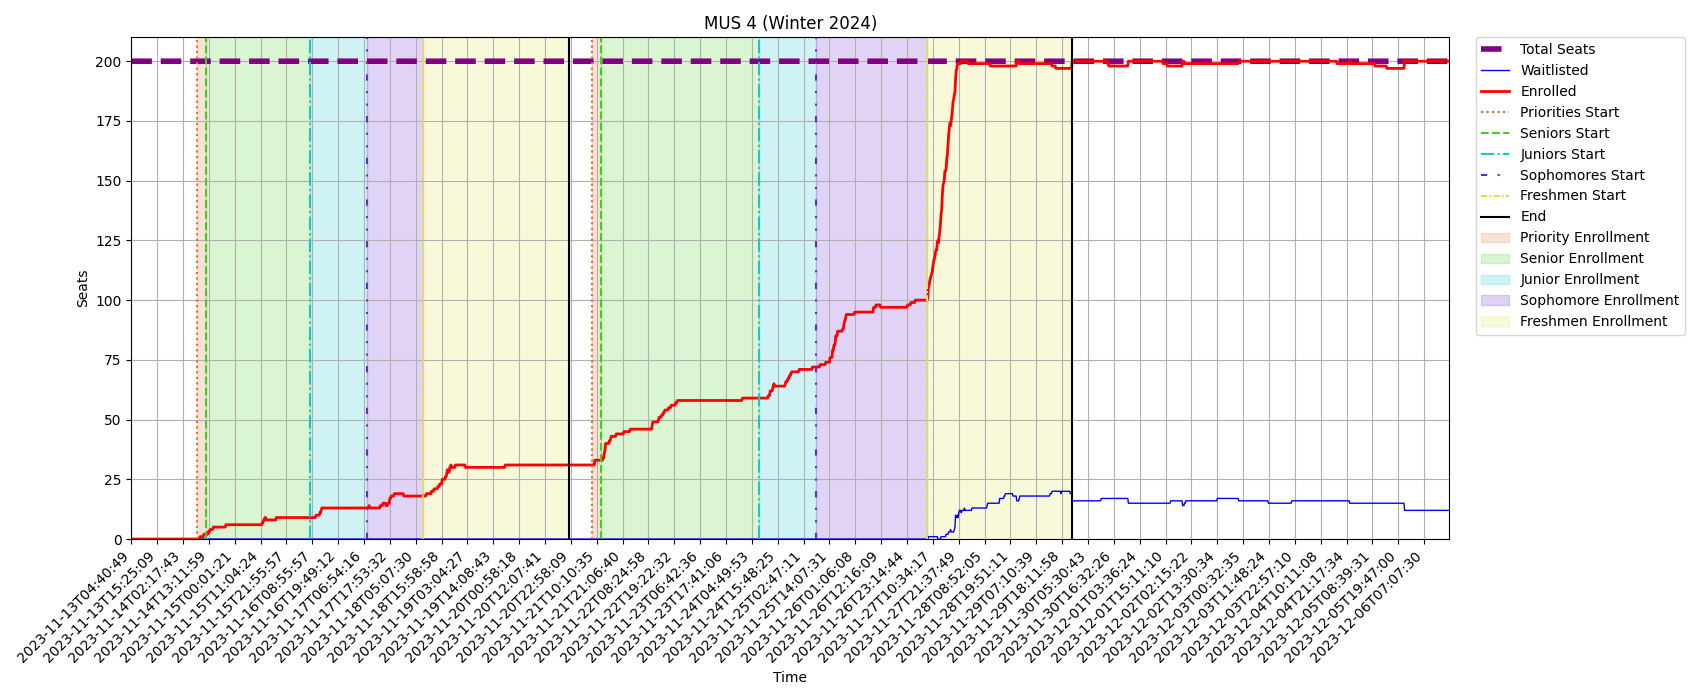 MUS 4 (Winter 2024)
Seats
200
175
150
125
100
75
50
25
0
2023-11-13T04:40:49
2023-11-13T15:25:09
2023-11-14T02:17:43
2023-11-14T13:11:59
2023-11-15T00:01:21
2023-11-15T11:04:24
2023-11-15T21:55:57
2023-11-16T08:55:57
2023-11-16T19:49:12
2023-11-17T06:54:16
2023-11-17T17:53:32
2023-11-18T05:07:30
2023-11-18T15:58:58
2023-11-19T03:04:27
2023-11-19T14:08:43
2023-11-20T00:58:18
2023-11-20T12:07:41
2023-11-20T22:58:09
2023-11-21T10:10:35
2023-11-21T21:06:40
2023-11-22T08:24:58
2023-11-22T19:22:32
2023-11-23T06:42:36
2023-11-23T17:41:06
2023-11-24T04:49:53
2023-11-24T15:48:25
2023-11-25T02:47:11
2023-11-25T14:07:31
2023-11-26T01:06:08
2023-11-26T12:16:09
2023-11-26T23:14:44
2023-11-27T10:34:17
2023-11-27T21:37:49
2023-11-28T08:52:05
2023-11-28T19:51:11
2023-11-29T07:10:39
2023-11-29T18:11:58
2023-11-30T05:30:43
2023-11-30T16:32:26
2023-12-01T03:36:24
2023-12-01T15:11:10
2023-12-02T02:15:22
2023-12-02T13:30:34
2023-12-03T00:32:35
2023-12-03T11:48:24
2023-12-03T22:57:10
2023-12-04T10:11:08
2023-12-04T21:17:34
2023-12-05T08:39:31
2023-12-05T19:47:00
2023-12-06T07:07:30
Time
Total Seats
Waitlisted
Enrolled
Priorities Start
Seniors Start
Juniors Start
Sophomores Start
Freshmen Start
End
Priority Enrollment
Senior Enrollment
Junior Enrollment
Sophomore Enrollment
Freshmen Enrollment